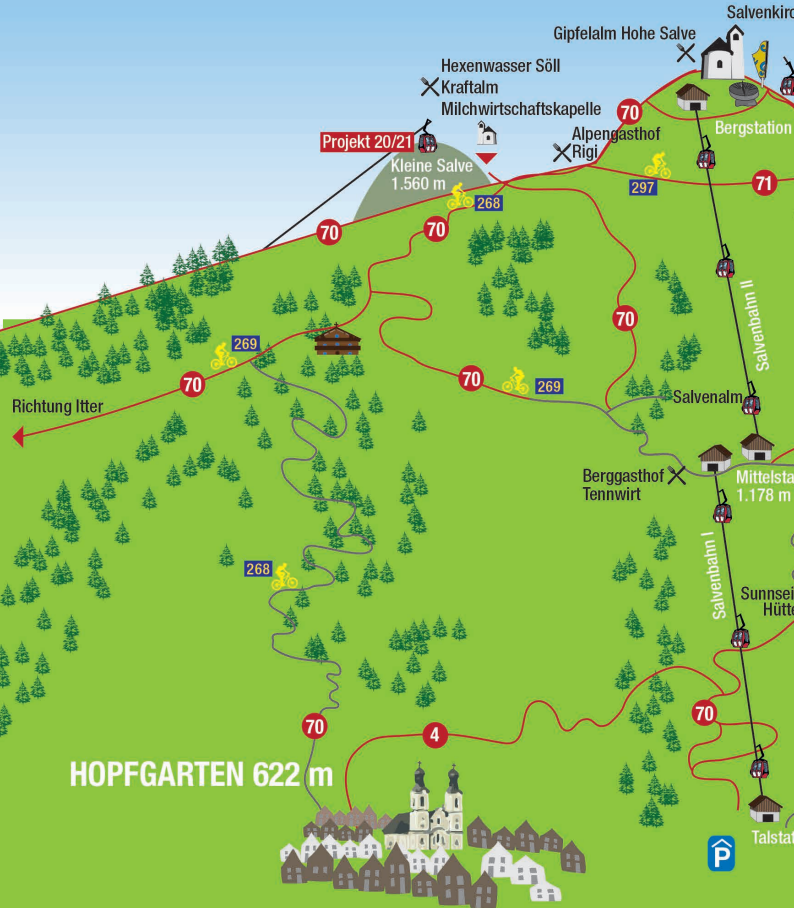 Salvenkirc
Gipfelalm Hohe Salve
Hexenwasser Söll
Kraftalm
Milchwirtschaftskapelle
70
Bergstation
Projekt 20/21
Alpengasthof
Rigi
Kleine Salve
1.560 m
297
71
268
70
70
70
Salvenbahn II
269
70
70
269
Richtung Itter
Salvenalm
Berggasthof
Tennwirt
Mittelsta
1.178 m
Salvenbahn I
268
Sunnsei
Hütte
70
70
4
HOPFGARTEN 622 m
P
Talstat